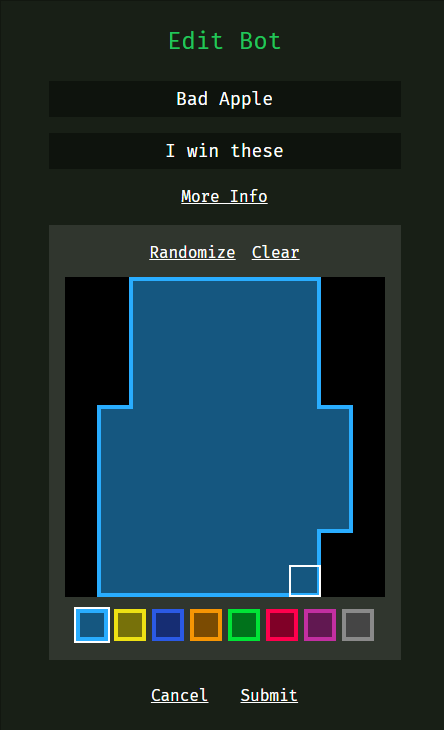 Edit Bot
Bad Apple
I win these
More Info
Randomize Clear
Cancel Submit